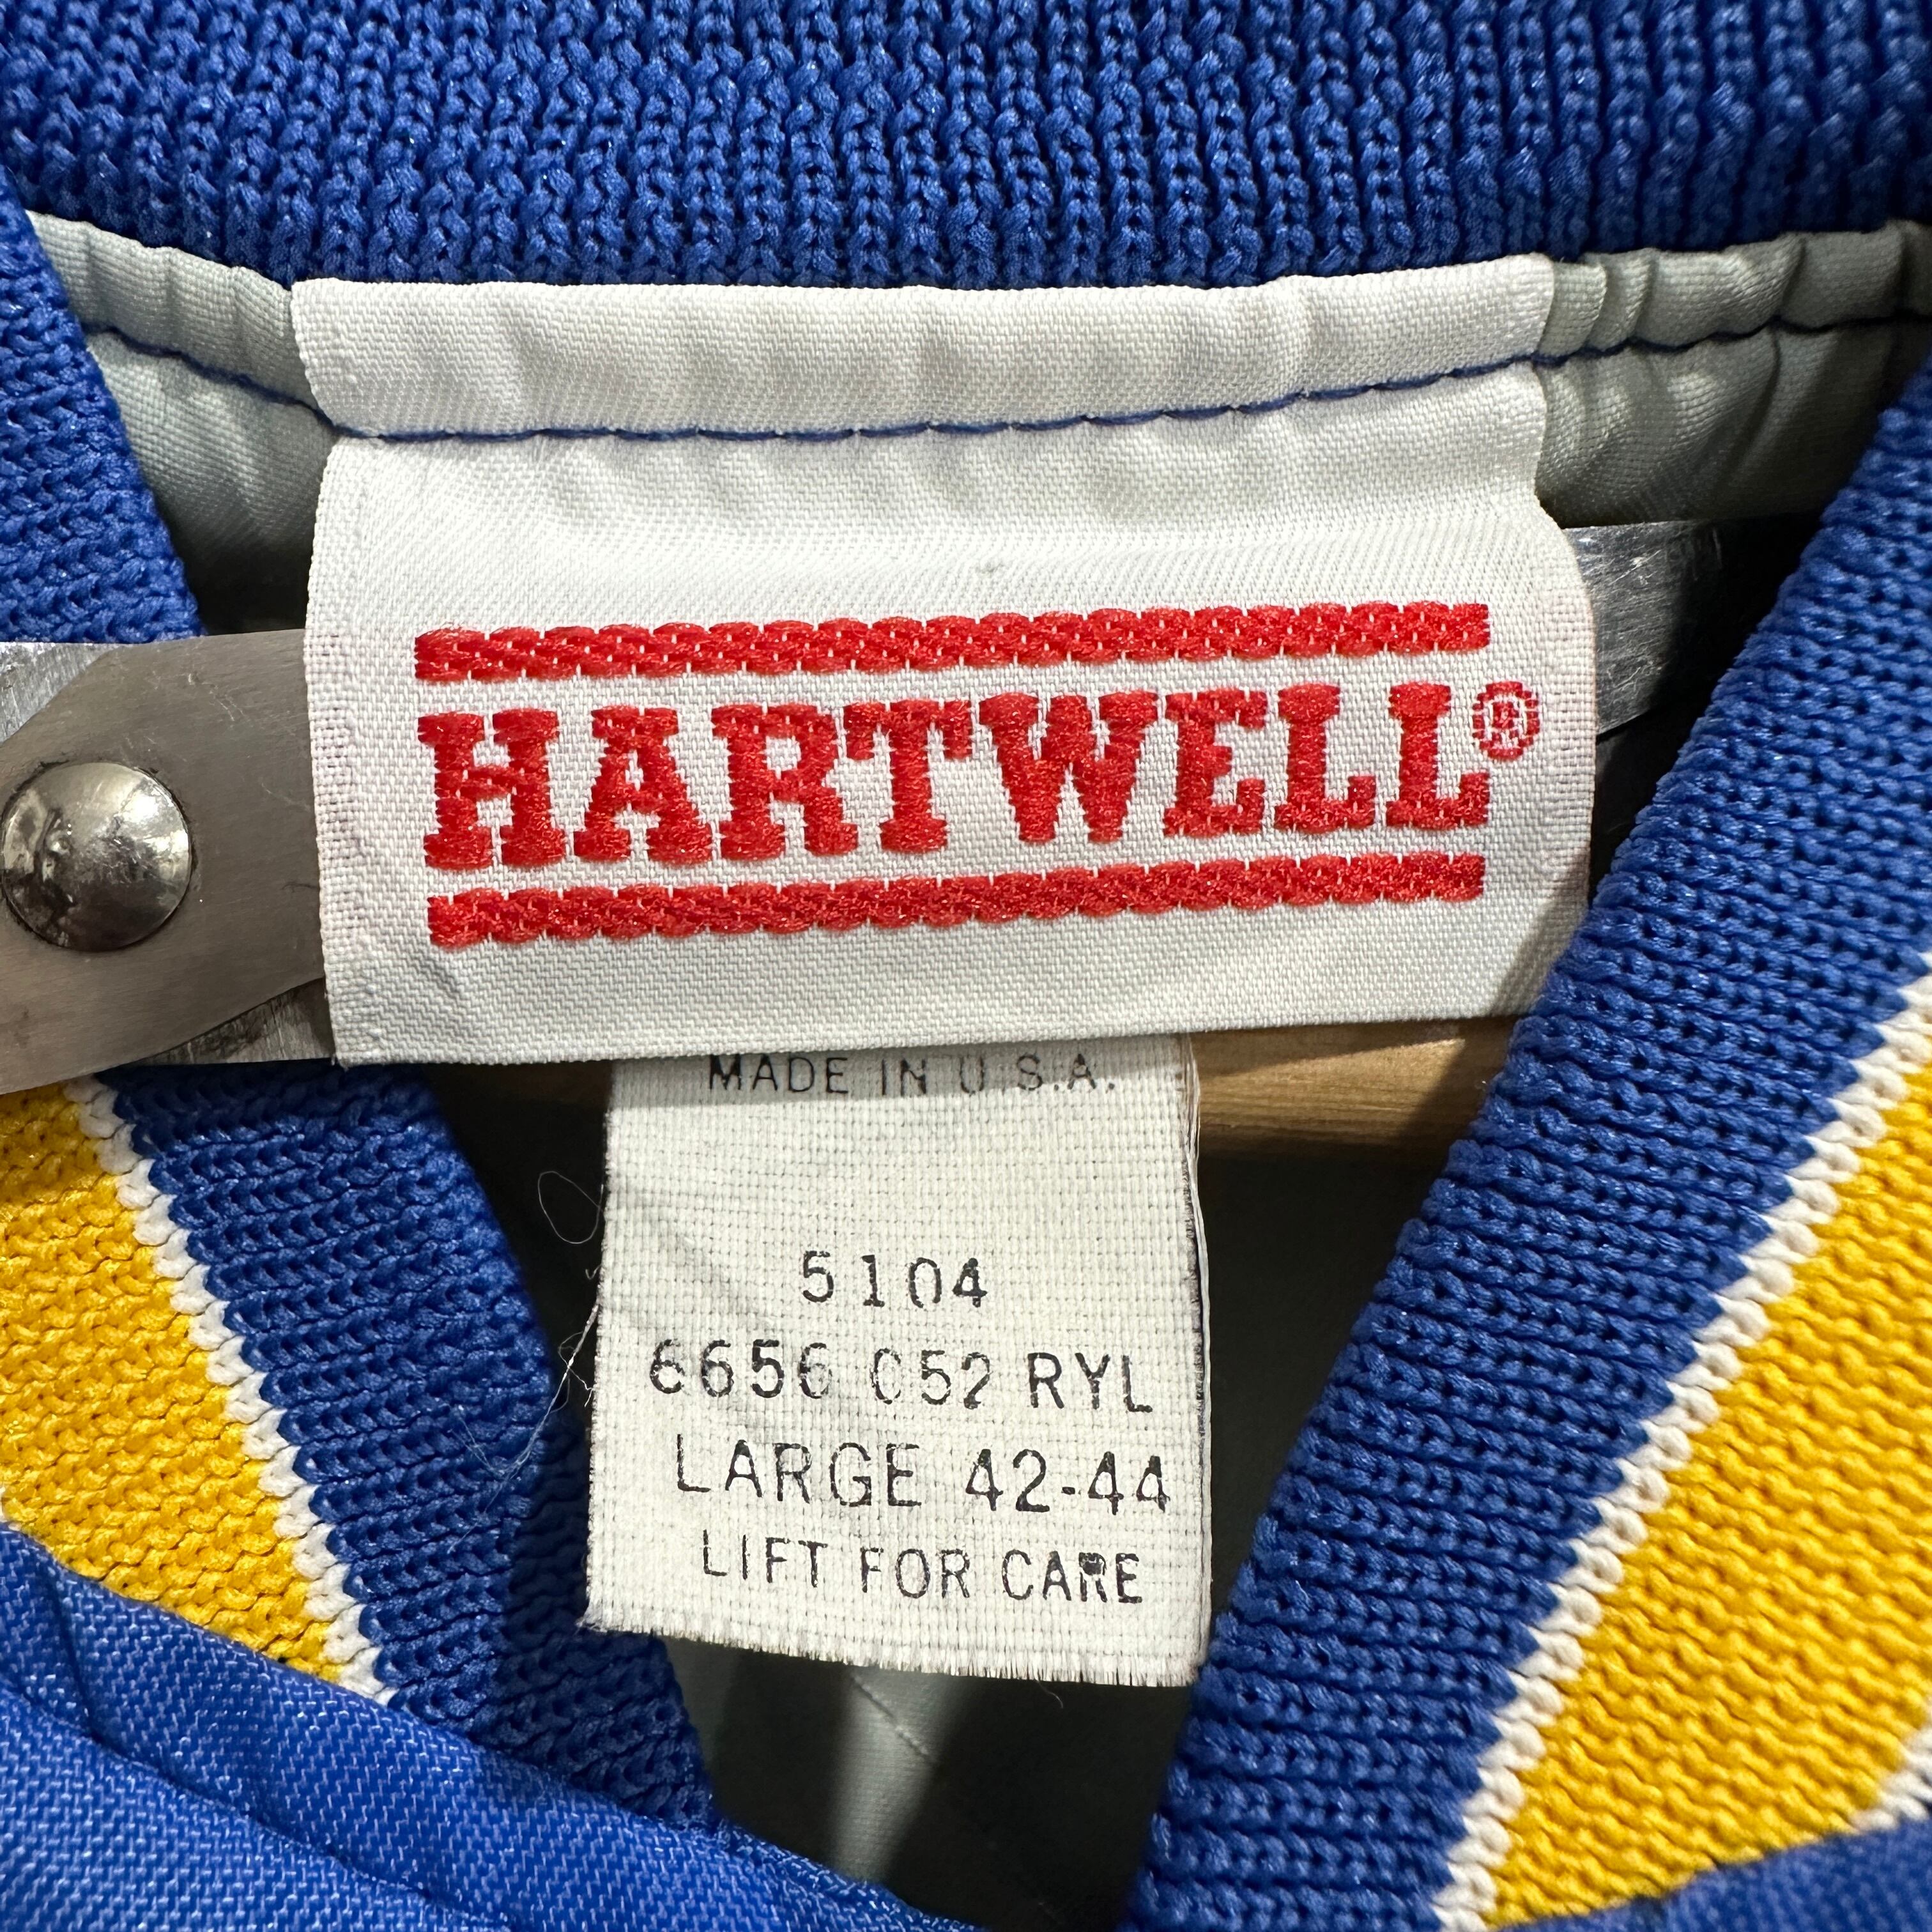 HARTWELL®
MADE IN U.S.A.
5104
6656 052 RYL
LARGE 42-44
LIFT FOR CARE